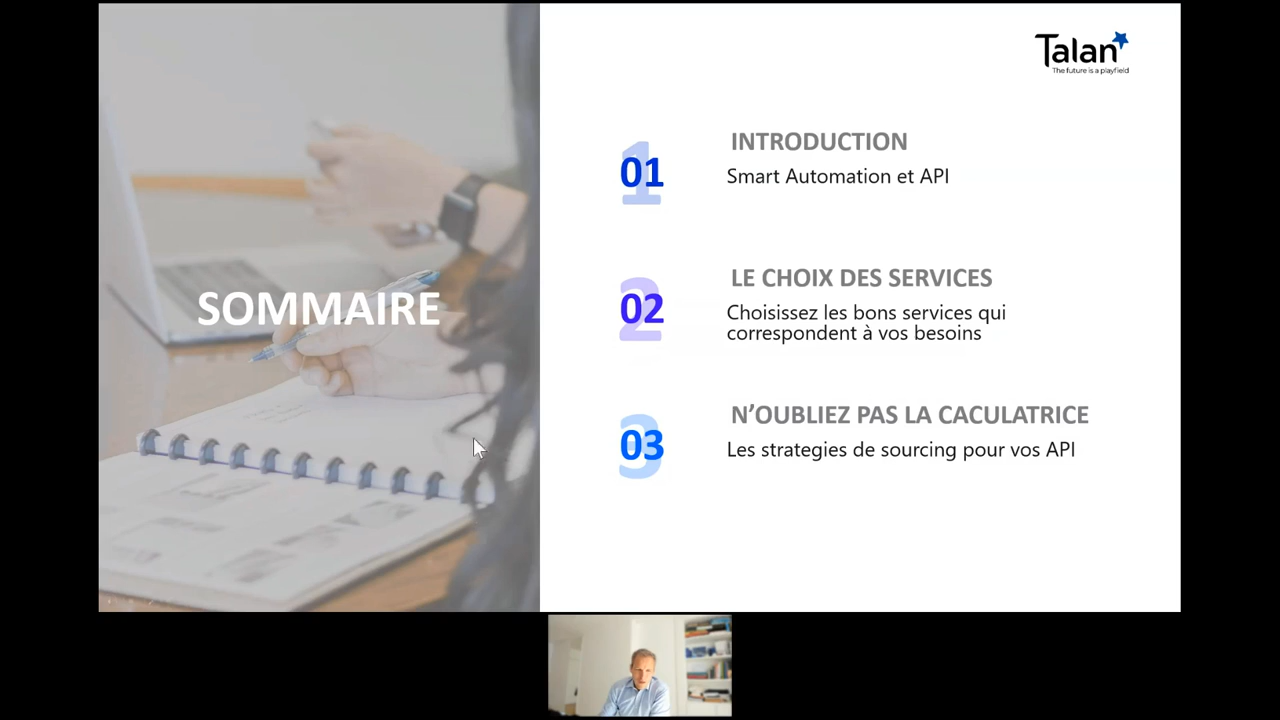 Talan
The future is a playfield
SOMMAIRE
01
INTRODUCTION
Smart Automation et API
02
LE CHOIX DES SERVICES
Choisissez les bons services qui
correspondent à vos besoins
03
N’OUBLIEZ PAS LA CACULATRICE
Les strategies de sourcing pour vos API